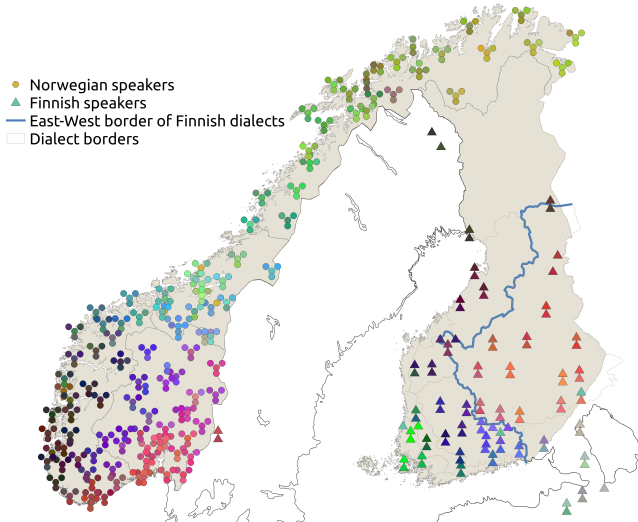 Norwegian speakers
Finnish speakers
East-West border of Finnish dialects
Dialect borders